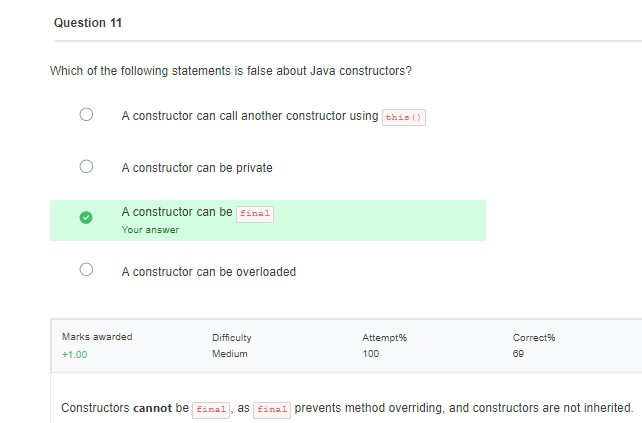 Question 11
Which of the following statements is false about Java constructors?
A constructor can call another constructor using this()
A constructor can be private
A constructor can be final
Your answer
A constructor can be overloaded
Marks awarded Difficulty Attempt% Correct%
+1.00 Medium 100 69
Constructors cannot be final, as final prevents method overriding, and constructors are not inherited.